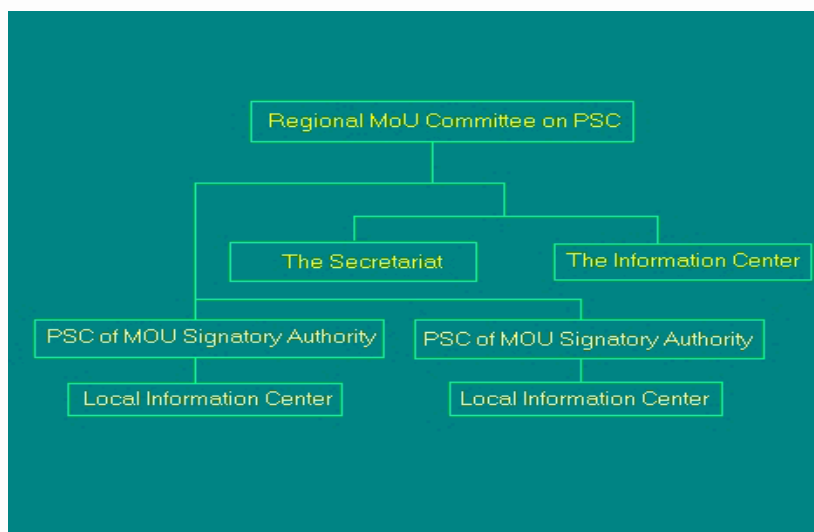 Regional MoU Committee on PSC
The Secretariat
The Information Center
PSC of MOU Signatory Authority
PSC of MOU Signatory Authority
Local Information Center
Local Information Center